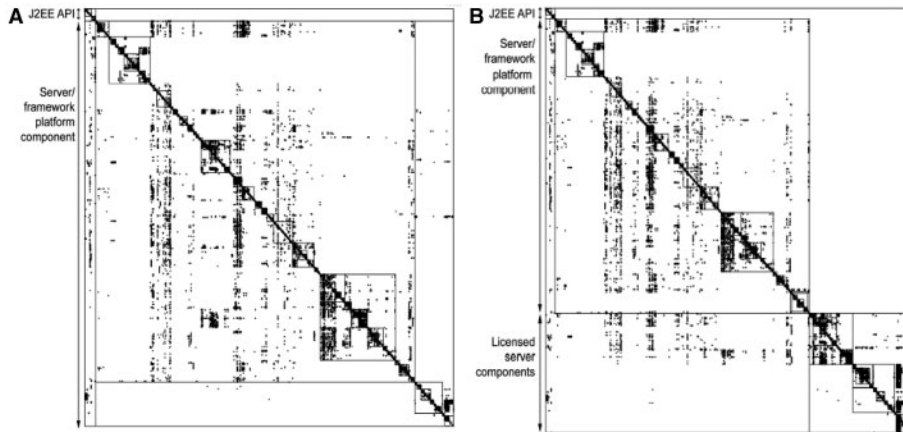 A
J2EE API
Server/
framework
platform
component
B
J2EE API
Server/
framework
platform
component
Licensed
server
components